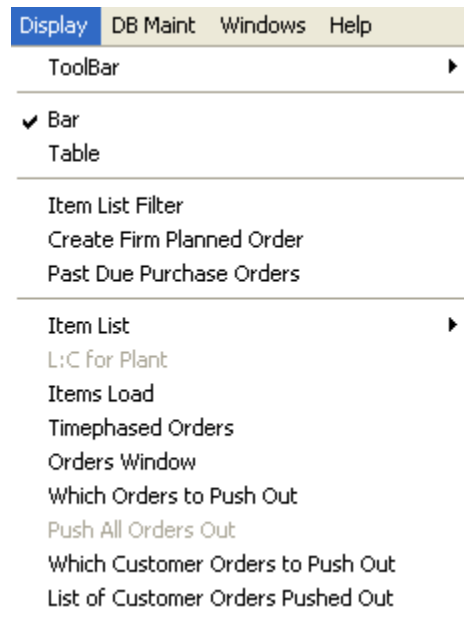 Display DB Maint Windows Help
ToolBar
Bar
Table
Item List Filter
Create Firm Planned Order
Past Due Purchase Orders
Item List
L:C for Plant
Items Load
Timephased Orders
Orders Window
Which Orders to Push Out
Push All Orders Out
Which Customer Orders to Push Out
List of Customer Orders Pushed Out